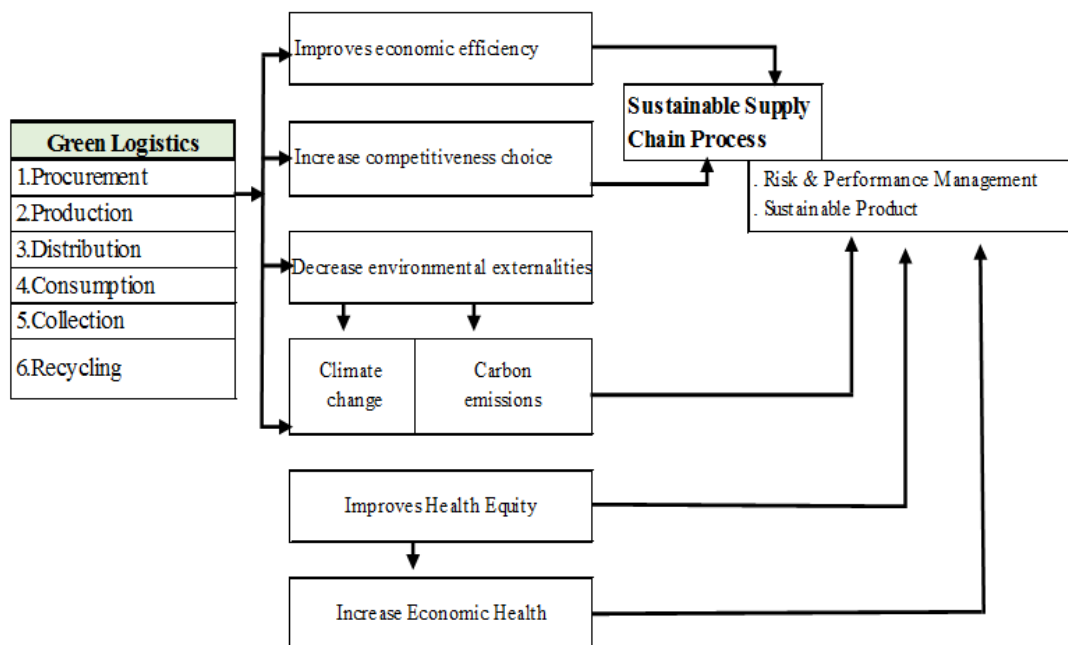 Improves economic efficiency
Sustainable Supply
Chain Process
Green Logistics
1.Procurement
2.Production
3.Distribution
4.Consumption
5.Collection
6.Recycling
Increase competitiveness choice
. Risk & Performance Management
. Sustainable Product
Decrease environmental externalities
Climate
change
Carbon
emissions
Improves Health Equity
Increase Economic Health